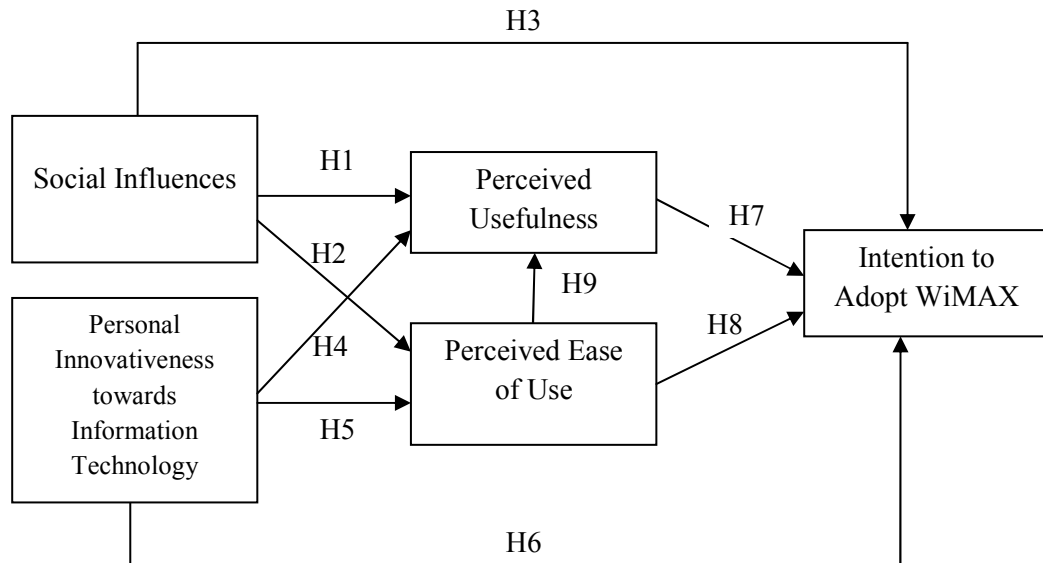 H3
Social Influences
H1
Perceived
Usefulness
H7
H2
H9
Intention to
Adopt WiMAX
Personal
Innovativeness
towards
Information
Technology
H4
H8
Perceived Ease
of Use
H5
H6